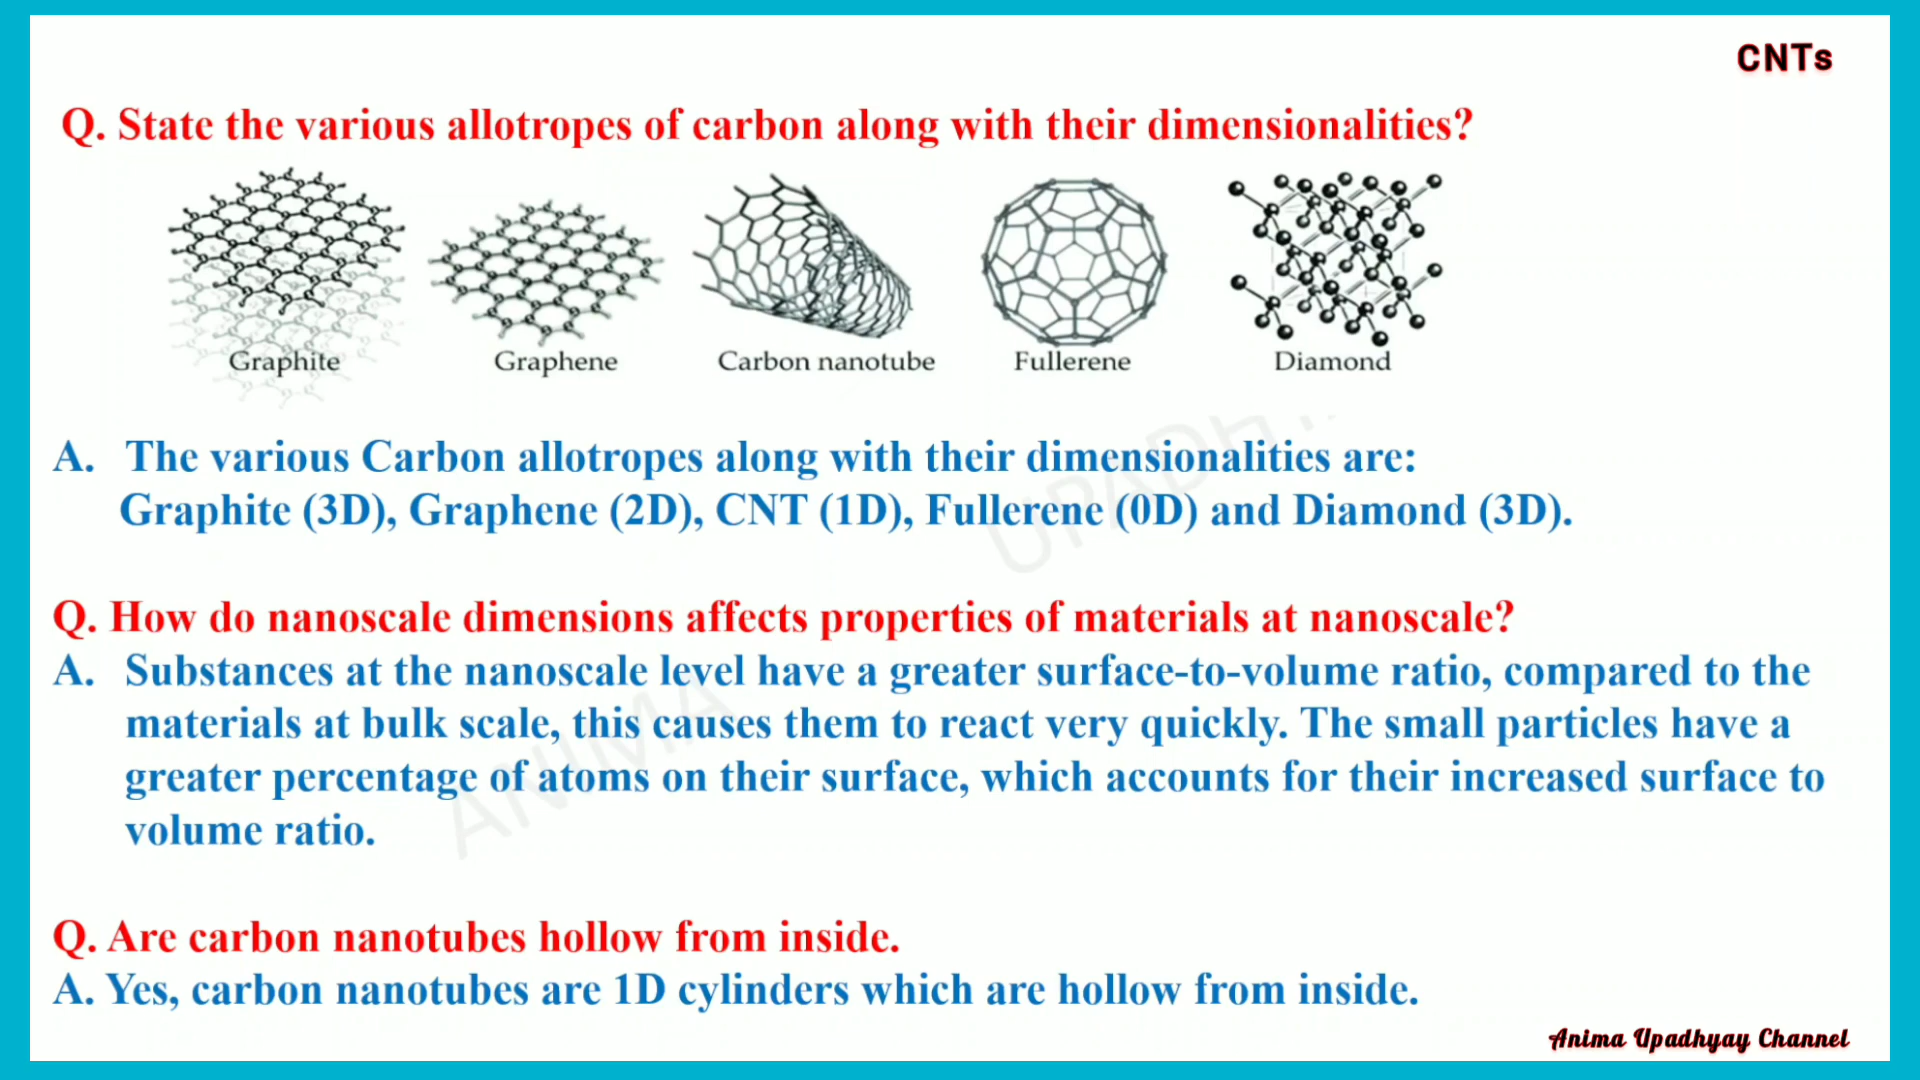 CNTs
Q. State the various allotropes of carbon along with their dimensionalities?
Graphite Graphene Carbon nanotube Fullerene Diamond
A. The various Carbon allotropes along with their dimensionalities are:
Graphite (3D), Graphene (2D), CNT (1D), Fullerene (0D) and Diamond (3D).
Q. How do nanoscale dimensions affects properties of materials at nanoscale?
A. Substances at the nanoscale level have a greater surface-to-volume ratio, compared to the
materials at bulk scale, this causes them to react very quickly. The small particles have a
greater percentage of atoms on their surface, which accounts for their increased surface to
volume ratio.
Q. Are carbon nanotubes hollow from inside.
A. Yes, carbon nanotubes are 1D cylinders which are hollow from inside.
Anima Upadhyay Channel
ANIMA